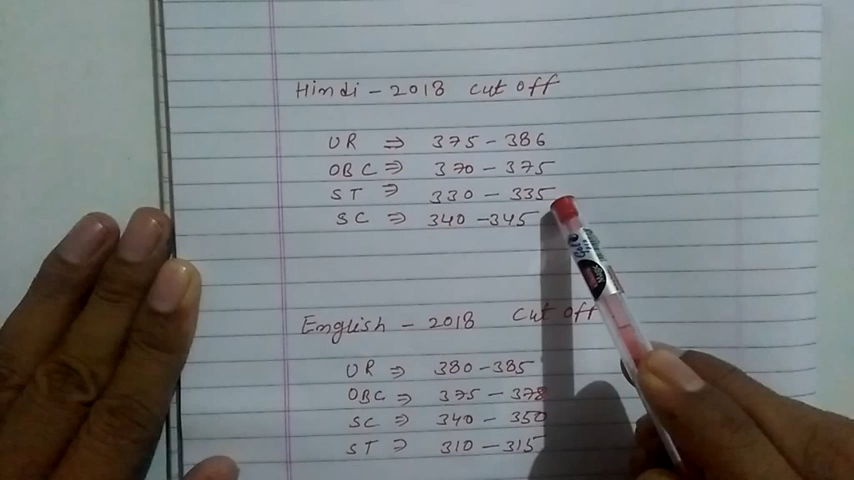 Hindi - 2018 Cut off
UR ⇒ 375 - 386
OBC ⇒ 370 - 375
ST ⇒ 330 - 335
SC ⇒ 340 - 345
English - 2018 Cut off
UR ⇒ 380 - 385
OBC ⇒ 375 - 378
SC ⇒ 340 - 350
ST ⇒ 310 - 315